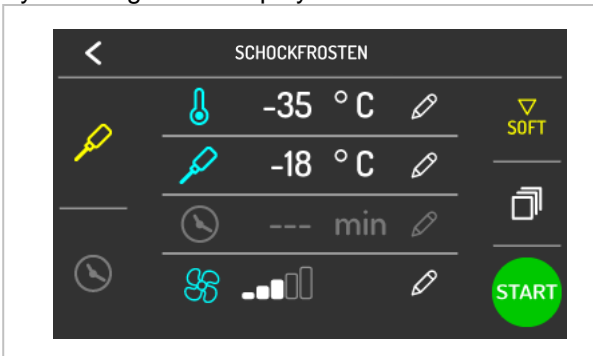 SCHOCKFROSTEN
-35 °C
SOFT
-18 °C
--- min
START